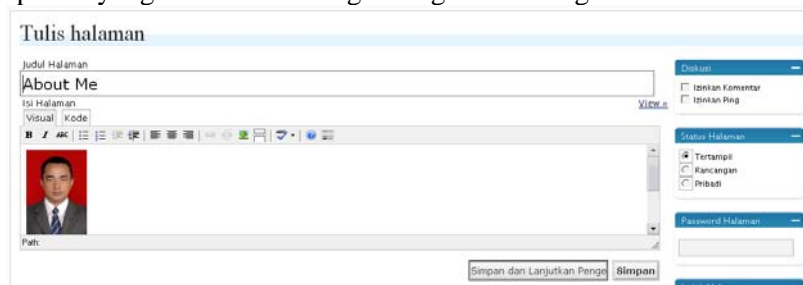 Tulis halaman
Judul Halaman
About Me
Isi Halaman
View »
Visual Kode
B I ABC
Path:
Simpan dan Lanjutkan Penge
Simpan
Diskusi
Izinkan Komentar
Izinkan Ping
Status Halaman
Tertampil
Rancangan
Pribadi
Password Halaman